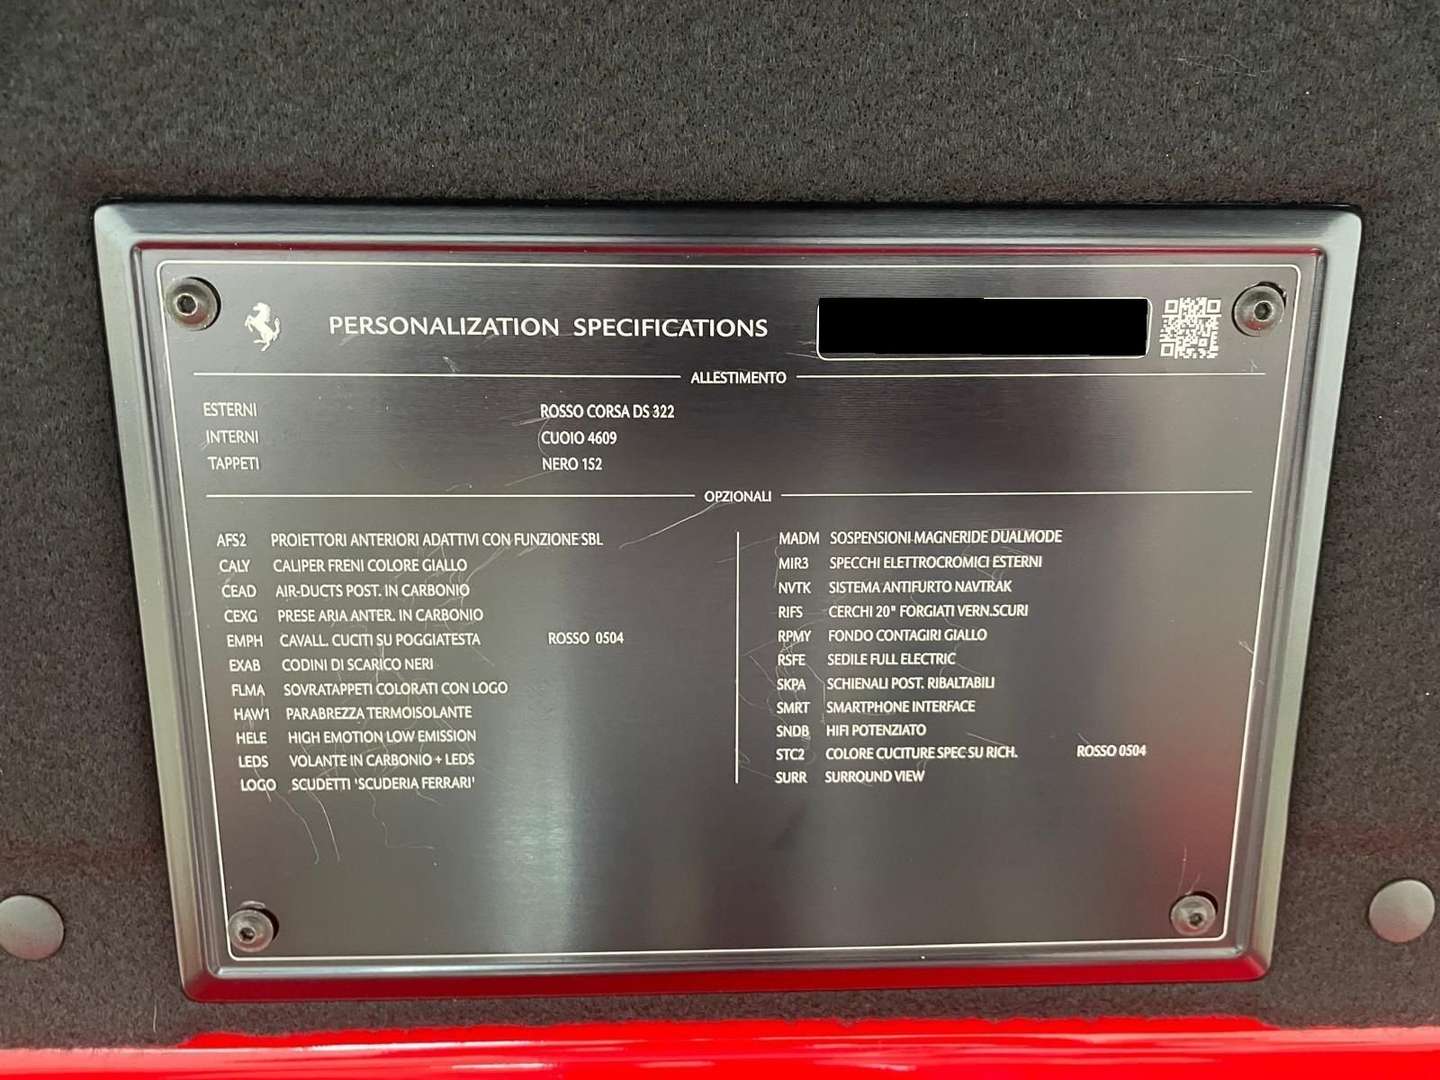 PERSONALIZATION SPECIFICATIONS
ALLESTIMENTO
ESTERNI ROSSO CORSA DS 322
INTERNI CUOIO 4609
TAPPETI NERO 152
OPZIONALI
AFS2 PROIETTORI ANTERIORI ADATTIVI CON FUNZIONE SBL
CALY CALIPER FRENI COLORE GIALLO
CEAD AIR-DUCTS POST. IN CARBONIO
CEXG PRESE ARIA ANTER. IN CARBONIO
EMPH CAVALL. CUCITI SU POGGIATESTA ROSSO 0504
EXAB CODINI DI SCARICO NERI
FLMA SOVRATAPPETI COLORATI CON LOGO
HAW1 PARABREZZA TERMOISOLANTE
HELE HIGH EMOTION LOW EMISSION
LEDS VOLANTE IN CARBONIO + LEDS
LOGO SCUDETTI 'SCUDERIA FERRARI'
MADM SOSPENSIONI MAGNERIDE DUALMODE
MIR3 SPECCHI ELETTROCROMICI ESTERNI
NVTK SISTEMA ANTIFURTO NAVTRAK
RIFS CERCHI 20" FORGIATI VERN.SCURI
RPMY FONDO CONTAGIRI GIALLO
RSFE SEDILE FULL ELECTRIC
SKPA SCHIENALI POST. RIBALTABILI
SMRT SMARTPHONE INTERFACE
SNDB HIFI POTENZIATO
STC2 COLORE CUCITURE SPEC SU RICH. ROSSO 0504
SURR SURROUND VIEW